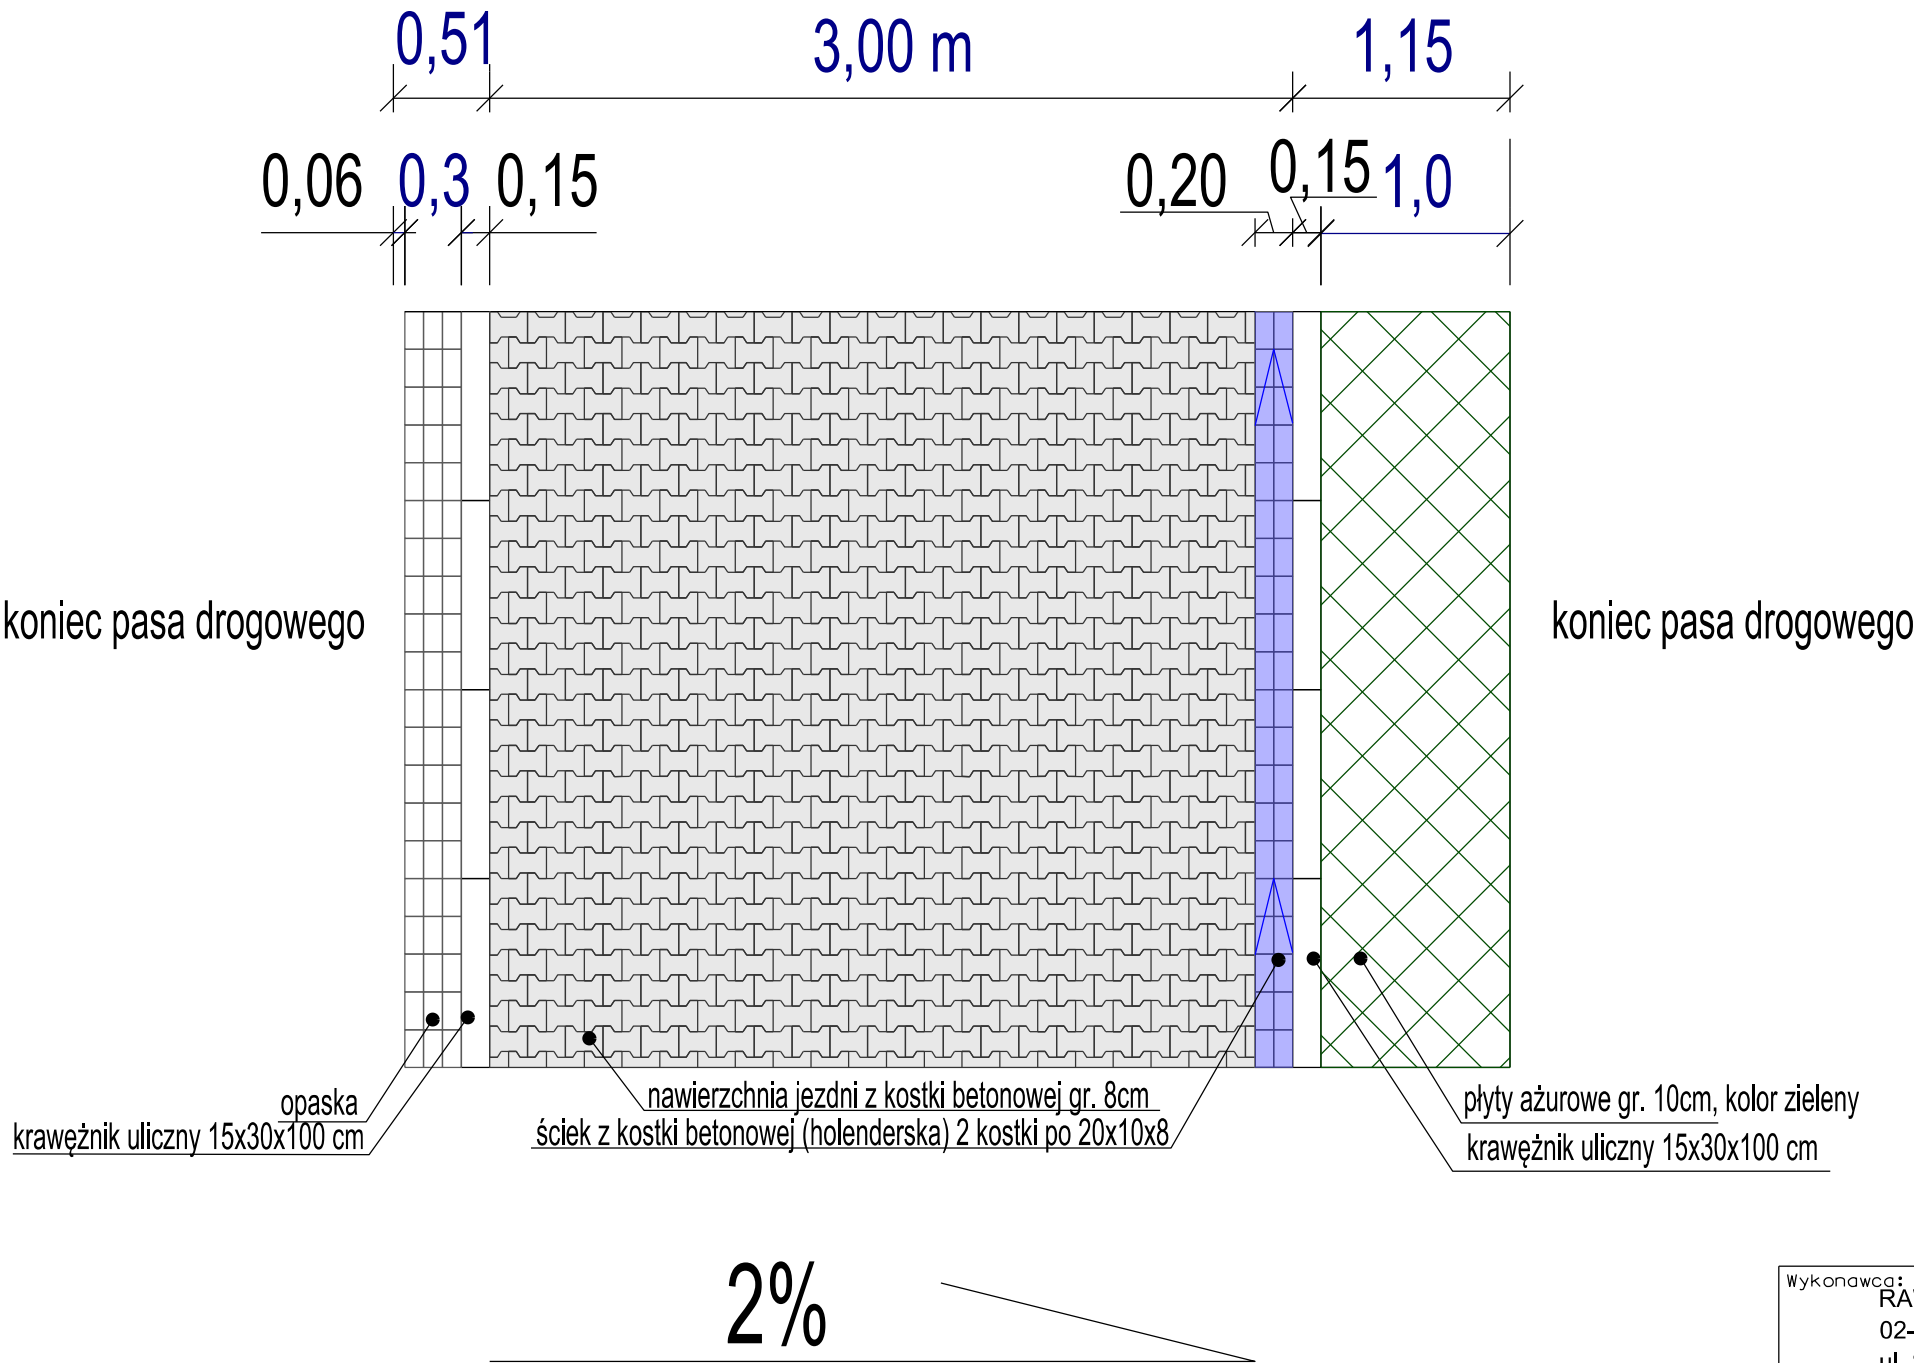 0,51 3,00 m 1,15
0,06 0,3 0,15 0,20 0,15 1,0
koniec pasa drogowego koniec pasa drogowego
opaska
krawężnik uliczny 15x30x100 cm
nawierzchnia jezdni z kostki betonowej gr. 8cm
ściek z kostki betonowej (holenderska) 2 kostki po 20x10x8
płyty ażurowe gr. 10cm, kolor zieleny
krawężnik uliczny 15x30x100 cm
2%
Wykonawca:
02-